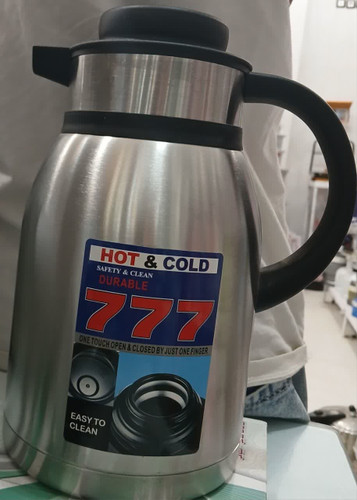 HOT & COLD
SAFETY & CLEAN
DURABLE
777
ONE TOUCH OPEN & CLOSED BY JUST ONE FINGER
EASY TO
CLEAN